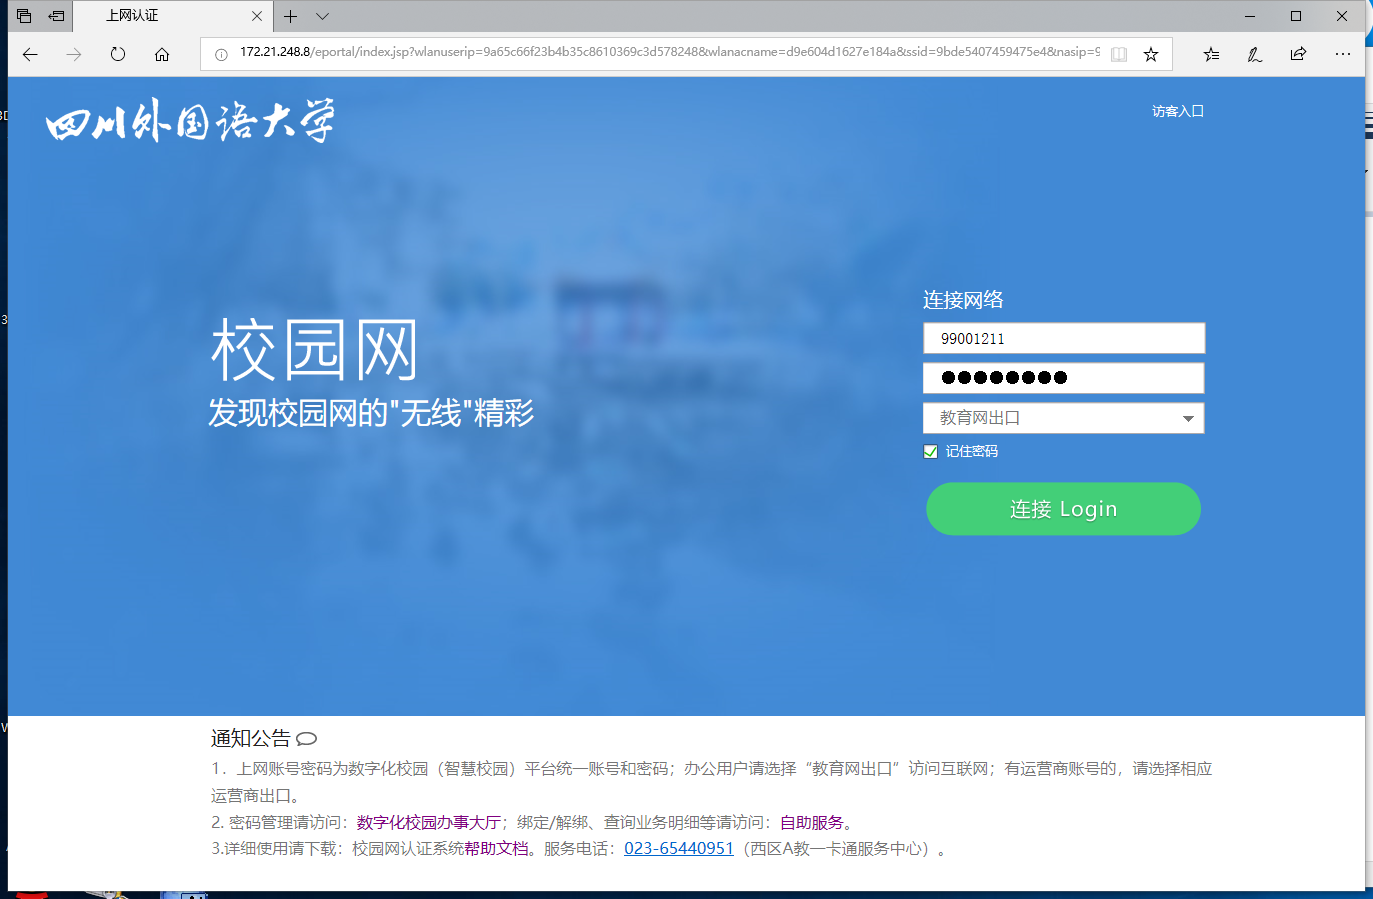 上网认证
172.21.248.8/eportal/index.jsp?wlanuserip=9a65c66f23b4b35c8610369c3d5782488&wlanacname=d9e604d1627e184a&ssid=9bde5407459475e4&nasip=9
四川外国语大学
访客入口
连接网络
99001211
校园网
发现校园网的"无线"精彩
教育网出口
记住密码
连接 Login
通知公告
1．上网账号密码为数字化校园（智慧校园）平台统一账号和密码；办公用户请选择“教育网出口”访问互联网；有运营商账号的，请选择相应
运营商出口。
2. 密码管理请访问：数字化校园办事大厅；绑定/解绑、查询业务明细等请访问：自助服务。
3.详细使用请下载：校园网认证系统帮助文档。服务电话：023-65440951（西区A教一卡通服务中心）。